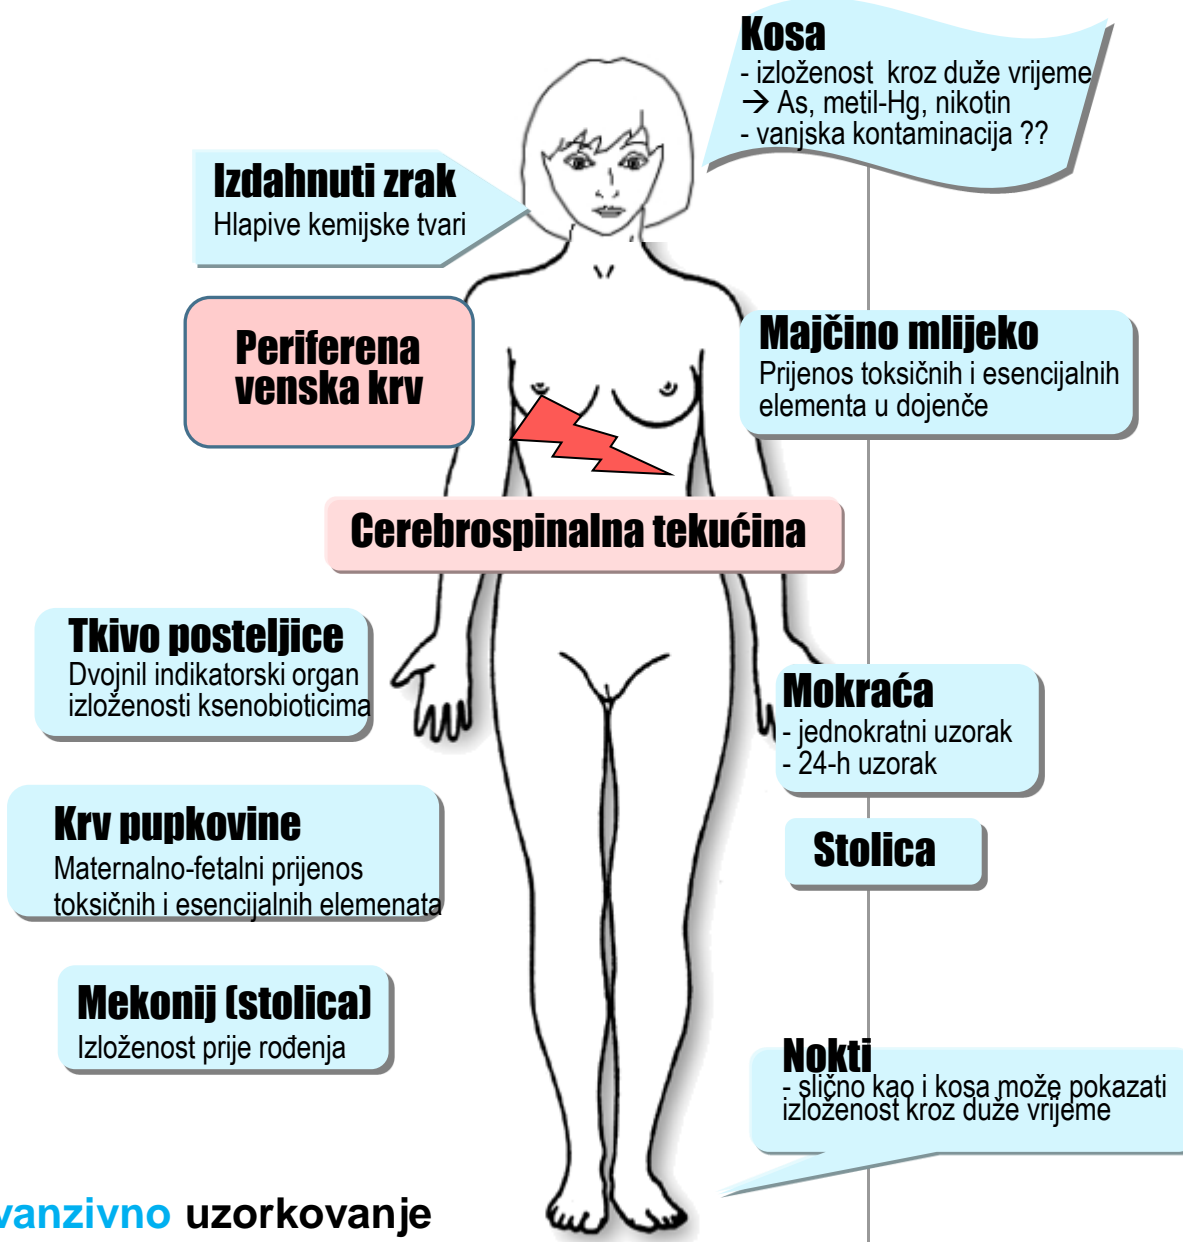 Kosa
- izloženost kroz duže vrijeme
→ As, metil-Hg, nikotin
- vanjska kontaminacija ??
Izdahnuti zrak
Hlapive kemijske tvari
Periferena
venska krv
Majčino mlijeko
Prijenos toksičnih i esencijalnih
elementa u dojenče
Cerebrospinalna tekućina
Tkivo posteljice
Dvojnil indikatorski organ
izloženosti ksenobioticima
Mokraća
- jednokratni uzorak
- 24-h uzorak
Krv pupkovine
Maternalno-fetalni prijenos
toksičnih i esencijalnih elemenata
Stolica
Mekonij (stolica)
Izloženost prije rođenja
Nokti
- slično kao i kosa može pokazati
izloženost kroz duže vrijeme
vanzivno uzorkovanje